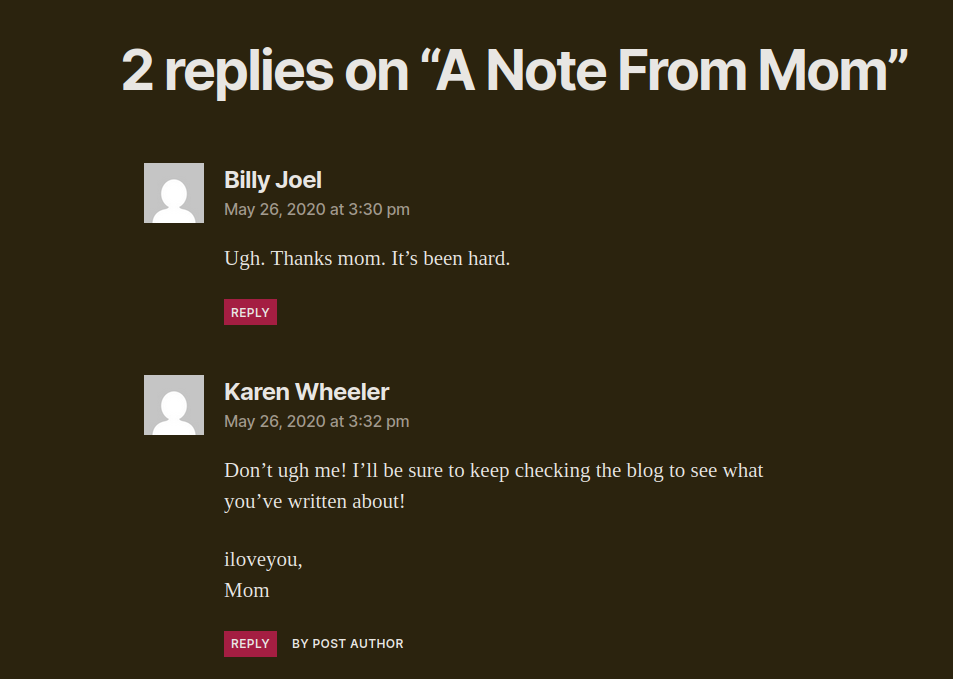 2 replies on “A Note From Mom”
Billy Joel
May 26, 2020 at 3:30 pm
Ugh. Thanks mom. It’s been hard.
REPLY
Karen Wheeler
May 26, 2020 at 3:32 pm
Don’t ugh me! I’ll be sure to keep checking the blog to see what
you’ve written about!
iloveyou,
Mom
REPLY BY POST AUTHOR